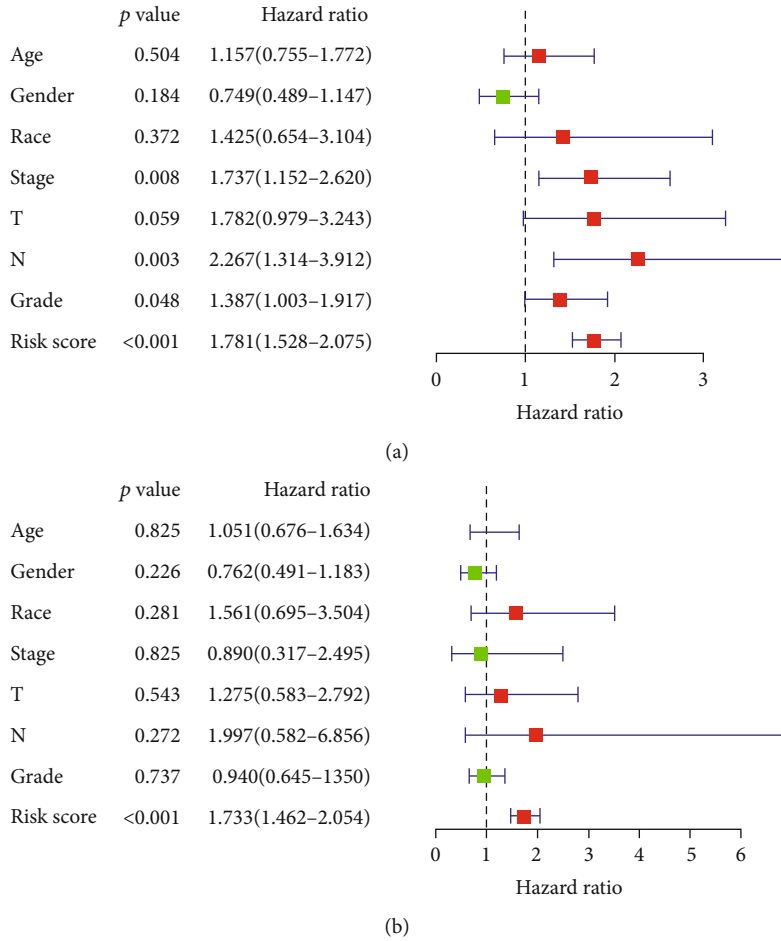 p value Hazard ratio
Age 0.504 1.157(0.755–1.772)
Gender 0.184 0.749(0.489–1.147)
Race 0.372 1.425(0.654–3.104)
Stage 0.008 1.737(1.152–2.620)
T 0.059 1.782(0.979–3.243)
N 0.003 2.267(1.314–3.912)
Grade 0.048 1.387(1.003–1.917)
Risk score <0.001 1.781(1.528–2.075)
0 1 2 3
Hazard ratio
(a)
p value Hazard ratio
Age 0.825 1.051(0.676–1.634)
Gender 0.226 0.762(0.491–1.183)
Race 0.281 1.561(0.695–3.504)
Stage 0.825 0.890(0.317–2.495)
T 0.543 1.275(0.583–2.792)
N 0.272 1.997(0.582–6.856)
Grade 0.737 0.940(0.645–1350)
Risk score <0.001 1.733(1.462–2.054)
0 1 2 3 4 5 6
Hazard ratio
(b)